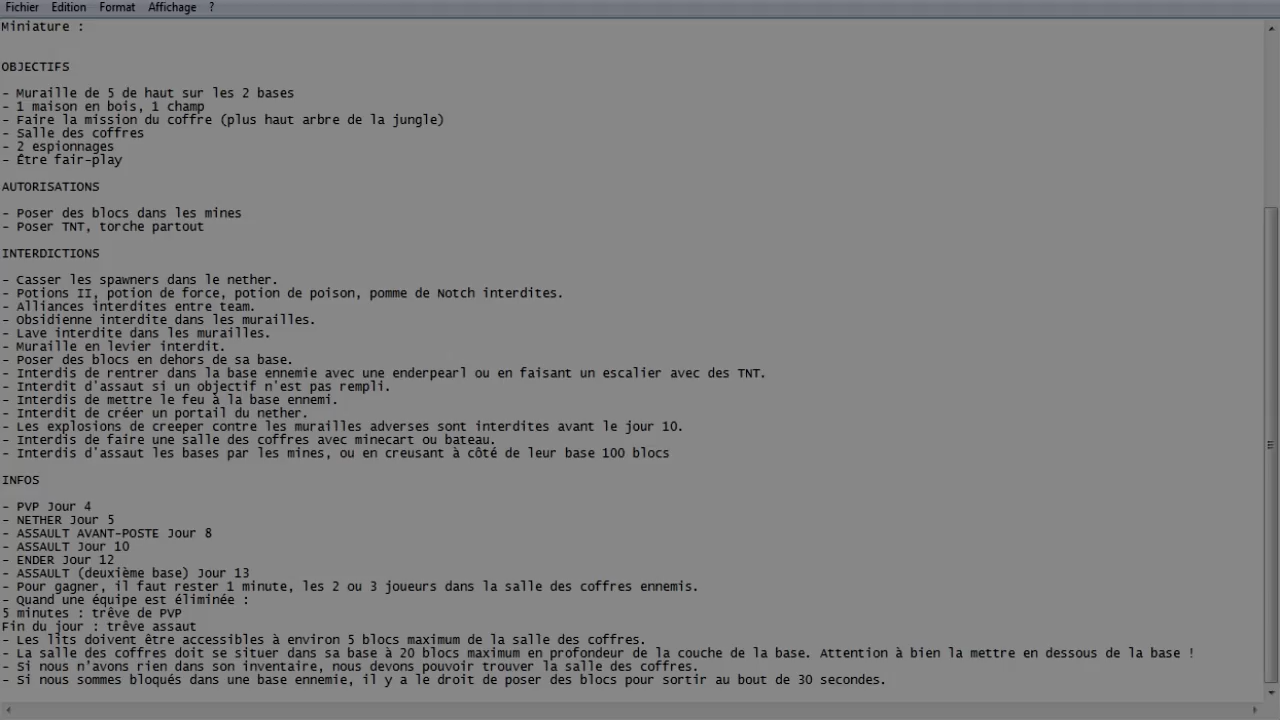 Fichier Edition Format Affichage ?
Miniature :
OBJECTIFS
- Muraille de 5 de haut sur les 2 bases
- 1 maison en bois, 1 champ
- Faire la mission du coffre (plus haut arbre de la jungle)
- Salle des coffres
- 2 espionnages
- Être fair-play
AUTORISATIONS
- Poser des blocs dans les mines
- Poser TNT, torche partout
INTERDICTIONS
- Casser les spawners dans le nether.
- Potions II, potion de force, potion de poison, pomme de Notch interdites.
- Alliances interdites entre team.
- Obsidienne interdite dans les murailles.
- Lave interdite dans les murailles.
- Muraille en levier interdit.
- Poser des blocs en dehors de sa base.
- Interdis de rentrer dans la base ennemie avec une enderpearl ou en faisant un escalier avec des TNT.
- Interdit d'assaut si un objectif n'est pas rempli.
- Interdis de mettre le feu à la base ennemi.
- Interdit de créer un portail du nether.
- Les explosions de creeper contre les murailles adverses sont interdites avant le jour 10.
- Interdis de faire une salle des coffres avec minecart ou bateau.
- Interdis d'assaut les bases par les mines, ou en creusant à côté de leur base 100 blocs
INFOS
- PVP Jour 4
- NETHER Jour 5
- ASSAULT AVANT-POSTE Jour 8
- ASSAULT Jour 10
- ENDER Jour 12
- ASSAULT (deuxième base) Jour 13
- Pour gagner, il faut rester 1 minute, les 2 ou 3 joueurs dans la salle des coffres ennemis.
- Quand une équipe est éliminée :
5 minutes : trêve de PVP
Fin du jour : trêve assaut
- Les lits doivent être accessibles à environ 5 blocs maximum de la salle des coffres.
- La salle des coffres doit se situer dans sa base à 20 blocs maximum en profondeur de la couche de la base. Attention à bien la mettre en dessous de la base !
- Si nous n'avons rien dans son inventaire, nous devons pouvoir trouver la salle des coffres.
- Si nous sommes bloqués dans une base ennemie, il y a le droit de poser des blocs pour sortir au bout de 30 secondes.